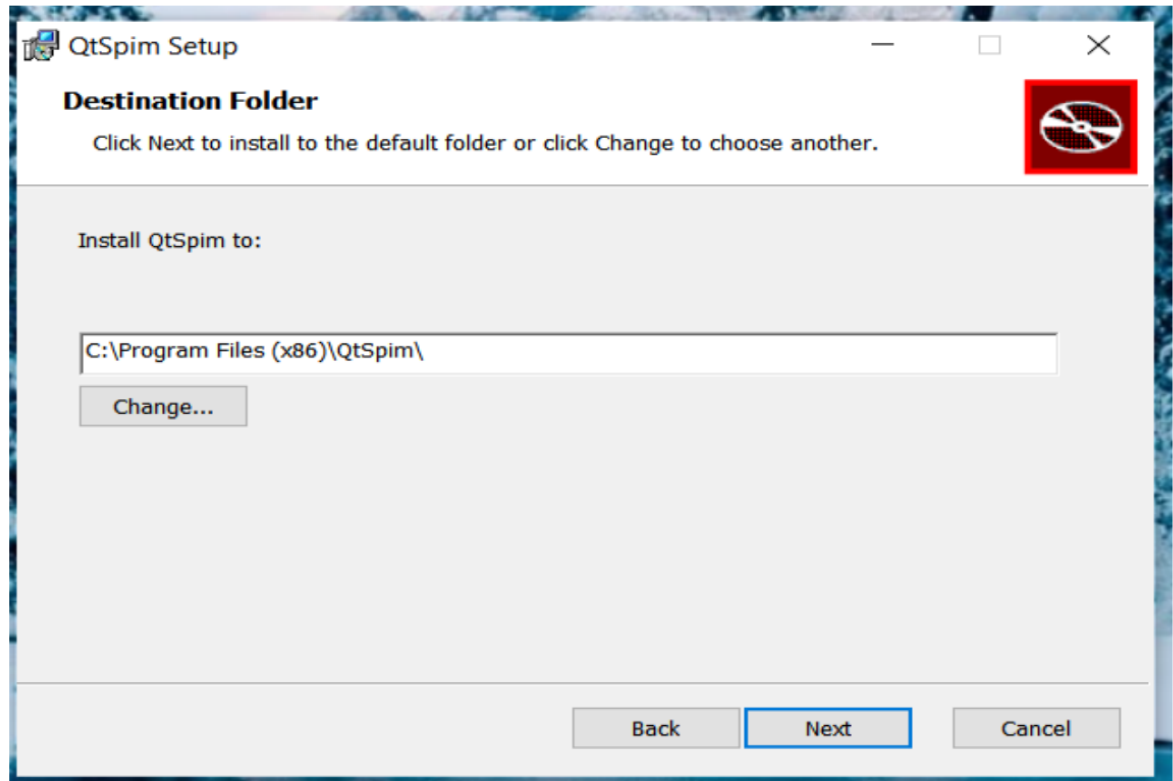 QtSpim Setup
Destination Folder
Click Next to install to the default folder or click Change to choose another.
Install QtSpim to:
C:\Program Files (x86)\QtSpim\
Change...
Back
Next
Cancel